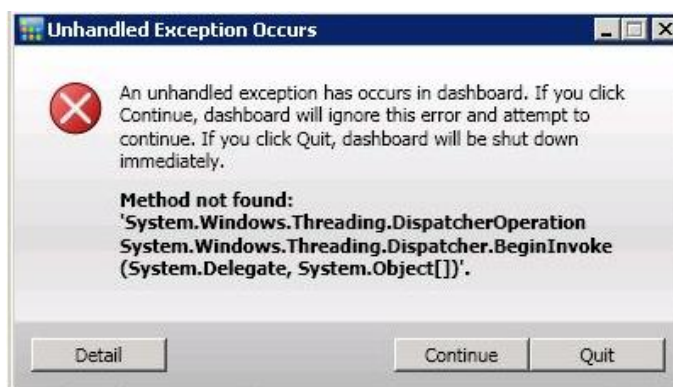 Unhandled Exception Occurs
An unhandled exception has occurs in dashboard. If you click
Continue, dashboard will ignore this error and attempt to
continue. If you click Quit, dashboard will be shut down
immediately.
Method not found:
'System.Windows.Threading.DispatcherOperation
System.Windows.Threading.Dispatcher.BeginInvoke
(System.Delegate, System.Object[])'.
Detail
Continue
Quit